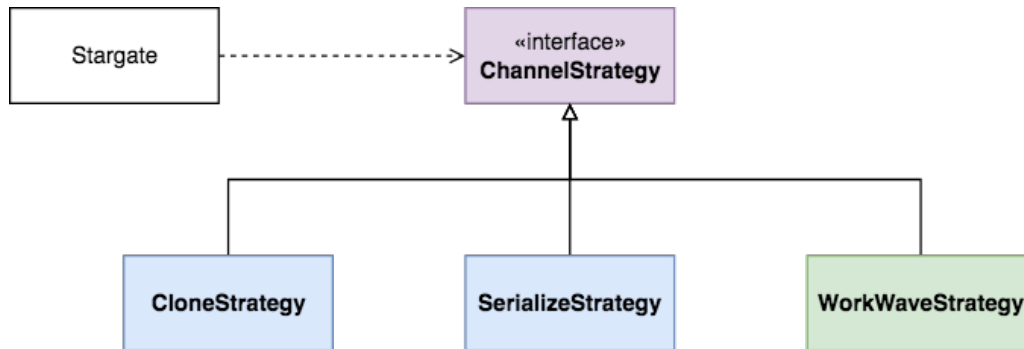 Stargate
«interface»
ChannelStrategy
CloneStrategy
SerializeStrategy
WorkWaveStrategy